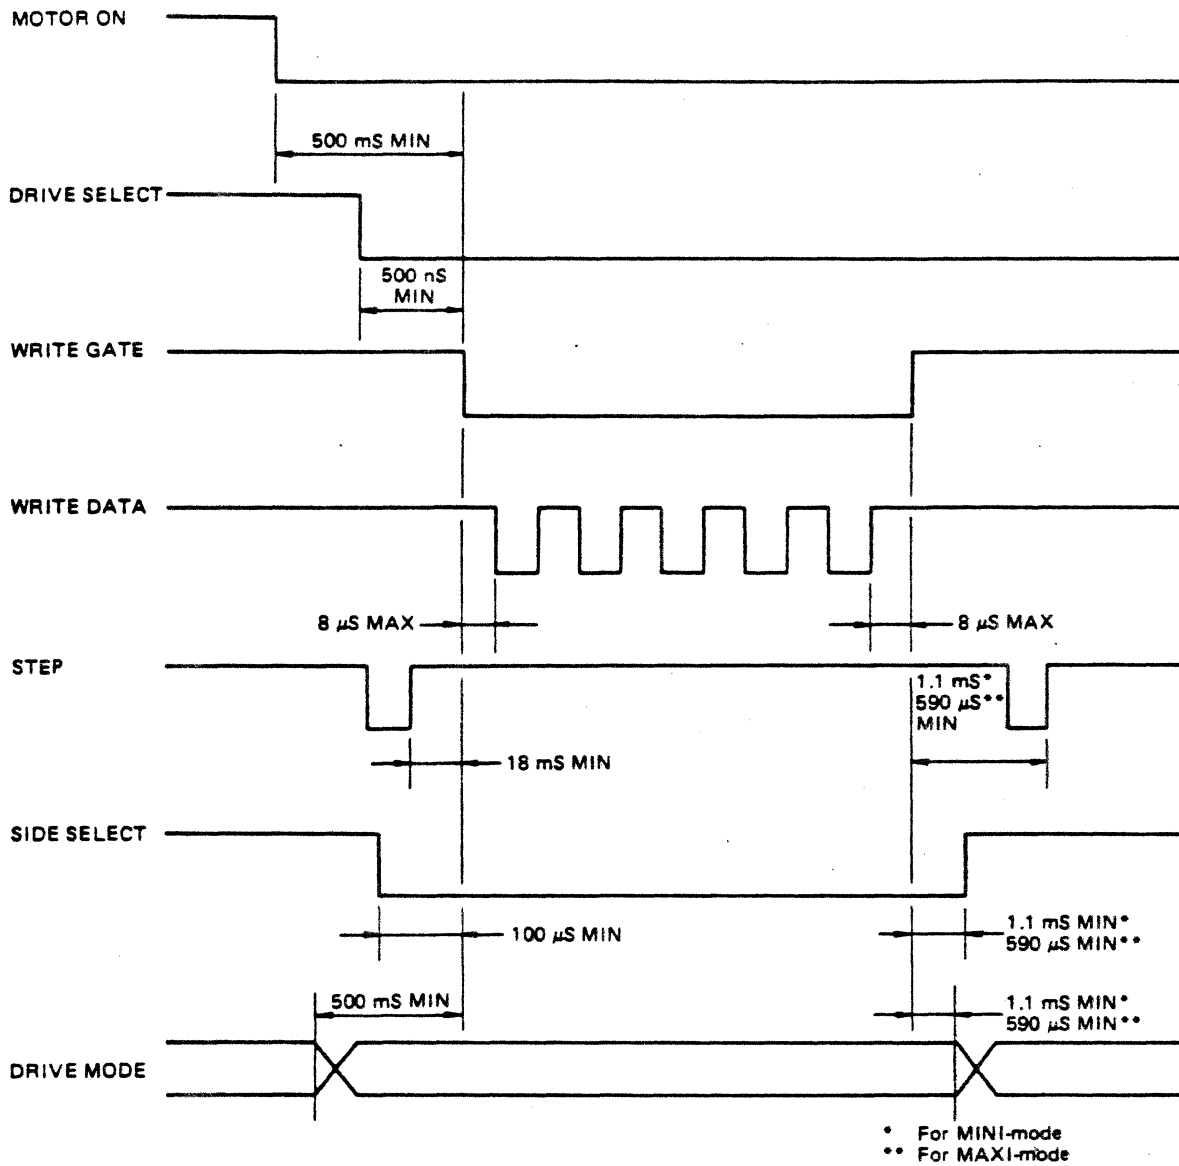 MOTOR ON
500 mS MIN
DRIVE SELECT
500 nS
MIN
WRITE GATE
WRITE DATA
8 µS MAX
8 µS MAX
STEP
1.1 mS*
590 µS**
MIN
18 mS MIN
SIDE SELECT
100 µS MIN
1.1 mS MIN*
590 µS MIN**
500 mS MIN
1.1 mS MIN*
590 µS MIN**
DRIVE MODE
* For MINI-mode
** For MAXI-mode